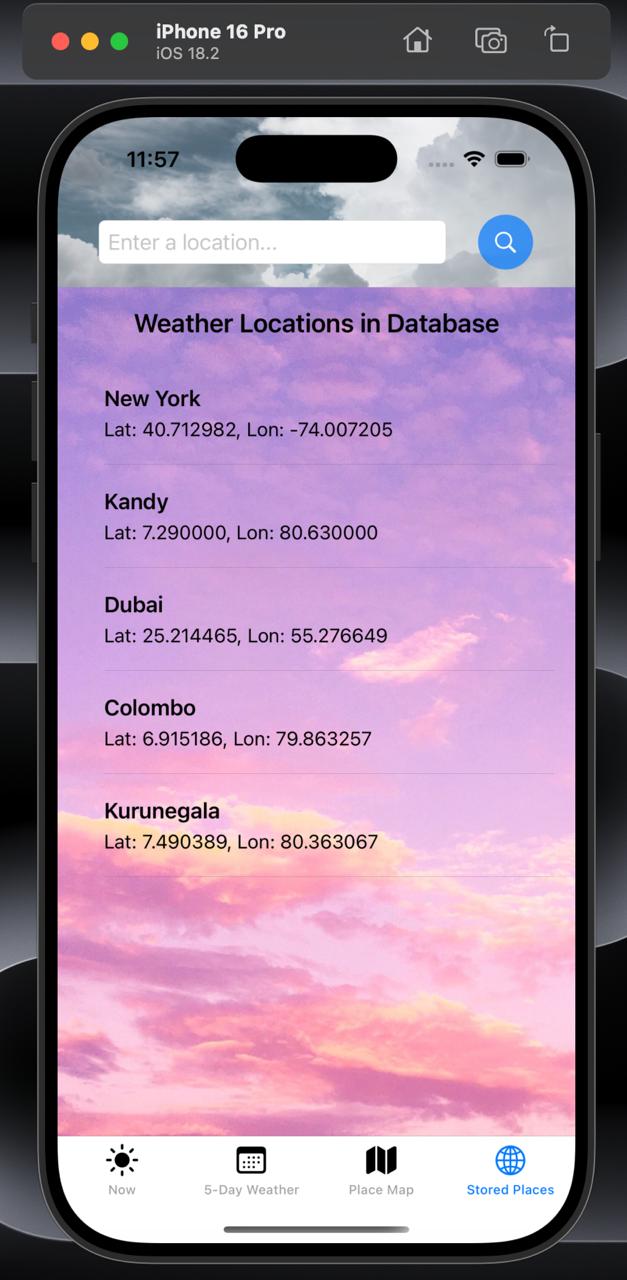 iPhone 16 Pro
iOS 18.2
11:57
Enter a location...
Weather Locations in Database
New York
Lat: 40.712982, Lon: -74.007205
Kandy
Lat: 7.290000, Lon: 80.630000
Dubai
Lat: 25.214465, Lon: 55.276649
Colombo
Lat: 6.915186, Lon: 79.863257
Kurunegala
Lat: 7.490389, Lon: 80.363067
Now
5-Day Weather
Place Map
Stored Places